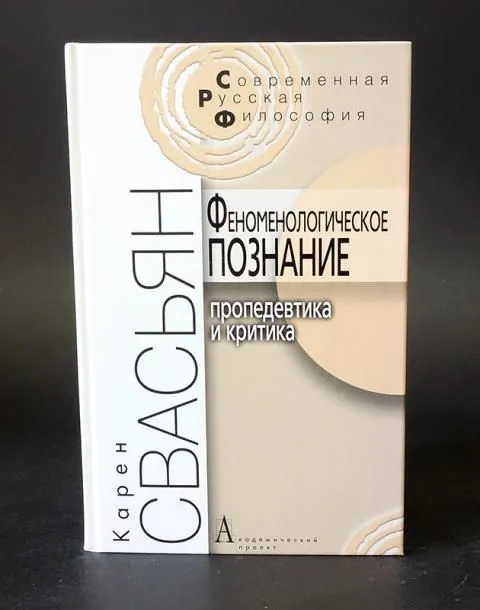 Современная
Русская
Философия
Феноменологическое
ПОЗНАНИЕ
пропедевтика
и критика
Карен
СВАСЬЯН
Академический
проект